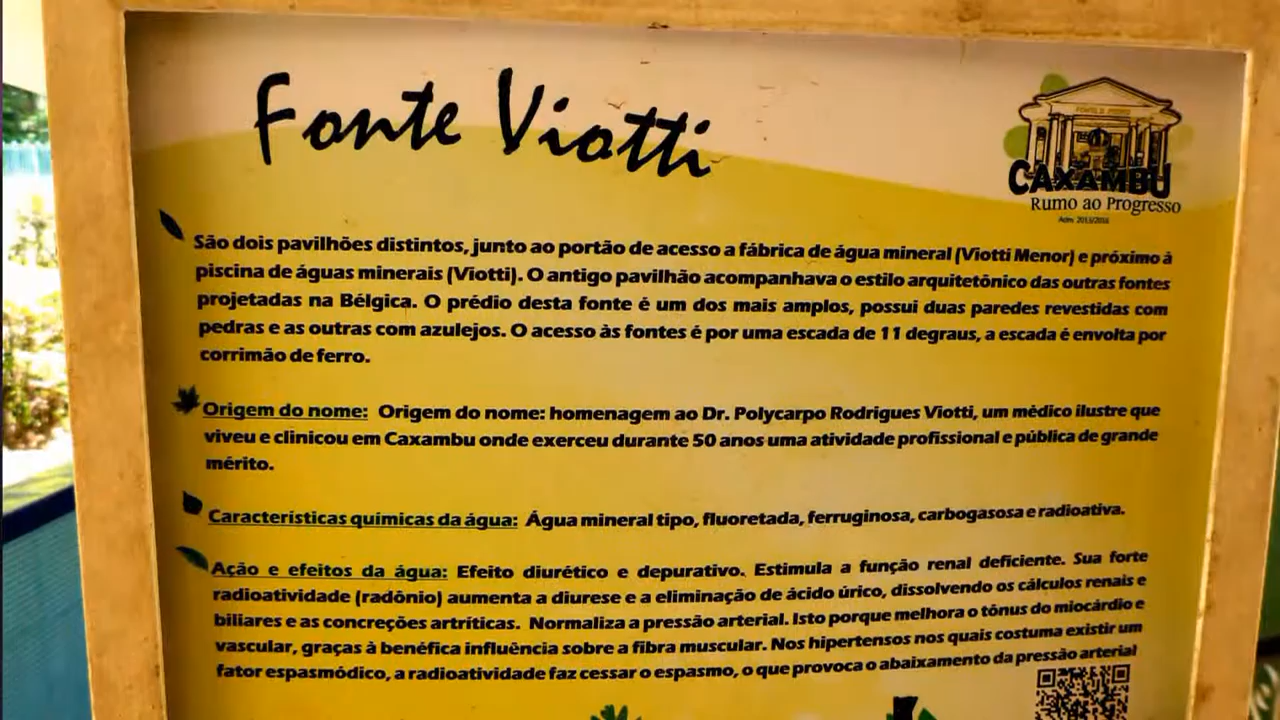 Fonte Viotti
FONTE D. PEDRO
CAXAMBU
Rumo ao Progresso
Adm. 2013/2016
São dois pavilhões distintos, junto ao portão de acesso a fábrica de água mineral (Viotti Menor) e próximo à
piscina de águas minerais (Viotti). O antigo pavilhão acompanhava o estilo arquitetônico das outras fontes
projetadas na Bélgica. O prédio desta fonte é um dos mais amplos, possui duas paredes revestidas com
pedras e as outras com azulejos. O acesso às fontes é por uma escada de 11 degraus, a escada é envolta por
corrimão de ferro.
Origem do nome: Origem do nome: homenagem ao Dr. Polycarpo Rodrigues Viotti, um médico ilustre que
viveu e clinicou em Caxambu onde exerceu durante 50 anos uma atividade profissional e pública de grande
mérito.
Características químicas da água: Água mineral tipo, fluoretada, ferruginosa, carbogasosa e radioativa.
Ação e efeitos da água: Efeito diurético e depurativo. Estimula a função renal deficiente. Sua forte
radioatividade (radônio) aumenta a diurese e a eliminação de ácido úrico, dissolvendo os cálculos renais e
biliares e as concreções artríticas. Normaliza a pressão arterial. Isto porque melhora o tônus do miocárdio e
vascular, graças à benéfica influência sobre a fibra muscular. Nos hipertensos nos quais costuma existir um
fator espasmódico, a radioatividade faz cessar o espasmo, o que provoca o abaixamento da pressão arterial